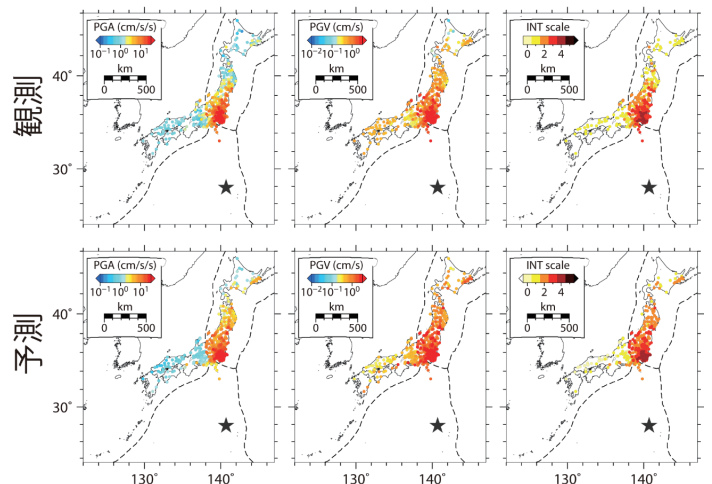 PGA (cm/s/s)
10⁻¹ 10⁰ 10¹
km
0 500
PGV (cm/s/s)
10⁻² 10⁻¹ 10⁰
km
0 500
INT scale
0 2 4
km
0 500
40°
30°
観測
PGA (cm/s/s)
10⁻¹ 10⁰ 10¹
km
0 500
PGV (cm/s/s)
10⁻² 10⁻¹ 10⁰
km
0 500
INT scale
0 2 4
km
0 500
40°
30°
予測
130° 140° 130° 140° 130° 140°